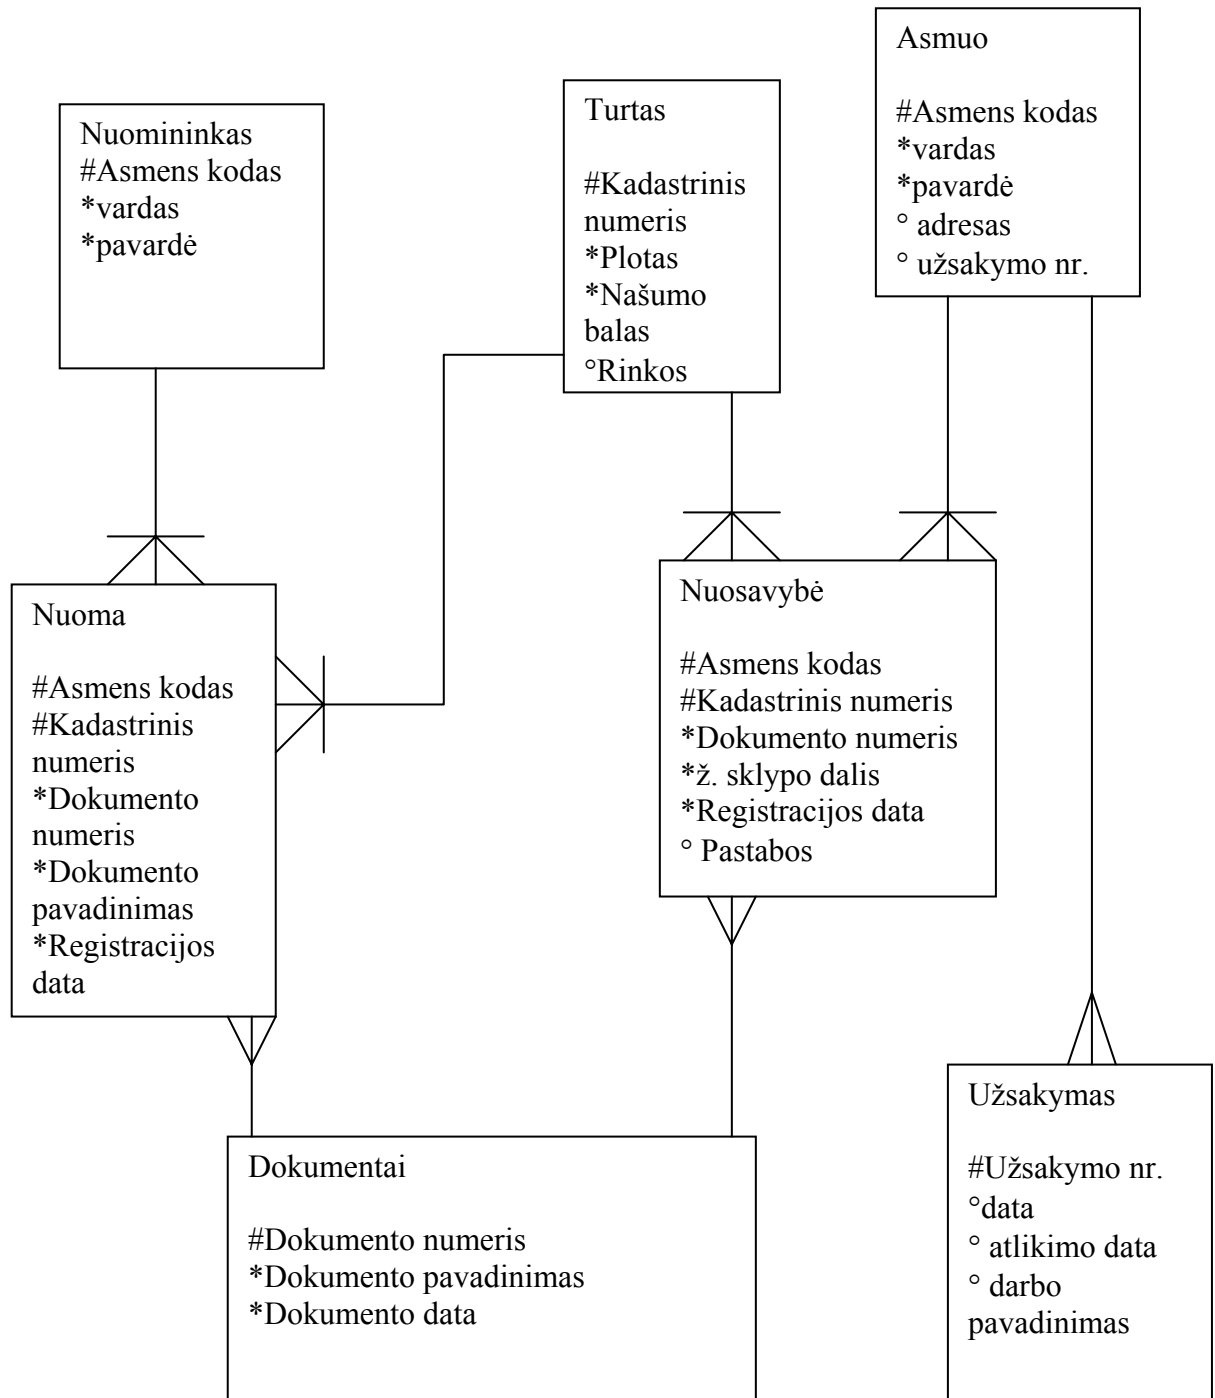 Asmuo
#Asmens kodas
*vardas
*pavardė
° adresas
° užsakymo nr.
Turtas
#Kadastrinis
numeris
*Plotas
*Našumo
balas
°Rinkos
Nuomininkas
#Asmens kodas
*vardas
*pavardė
Nuoma
#Asmens kodas
#Kadastrinis
numeris
*Dokumento
numeris
*Dokumento
pavadinimas
*Registracijos
data
Nuosavybė
#Asmens kodas
#Kadastrinis numeris
*Dokumento numeris
*ž. sklypo dalis
*Registracijos data
° Pastabos
Dokumentai
#Dokumento numeris
*Dokumento pavadinimas
*Dokumento data
Užsakymas
#Užsakymo nr.
°data
° atlikimo data
° darbo
pavadinimas